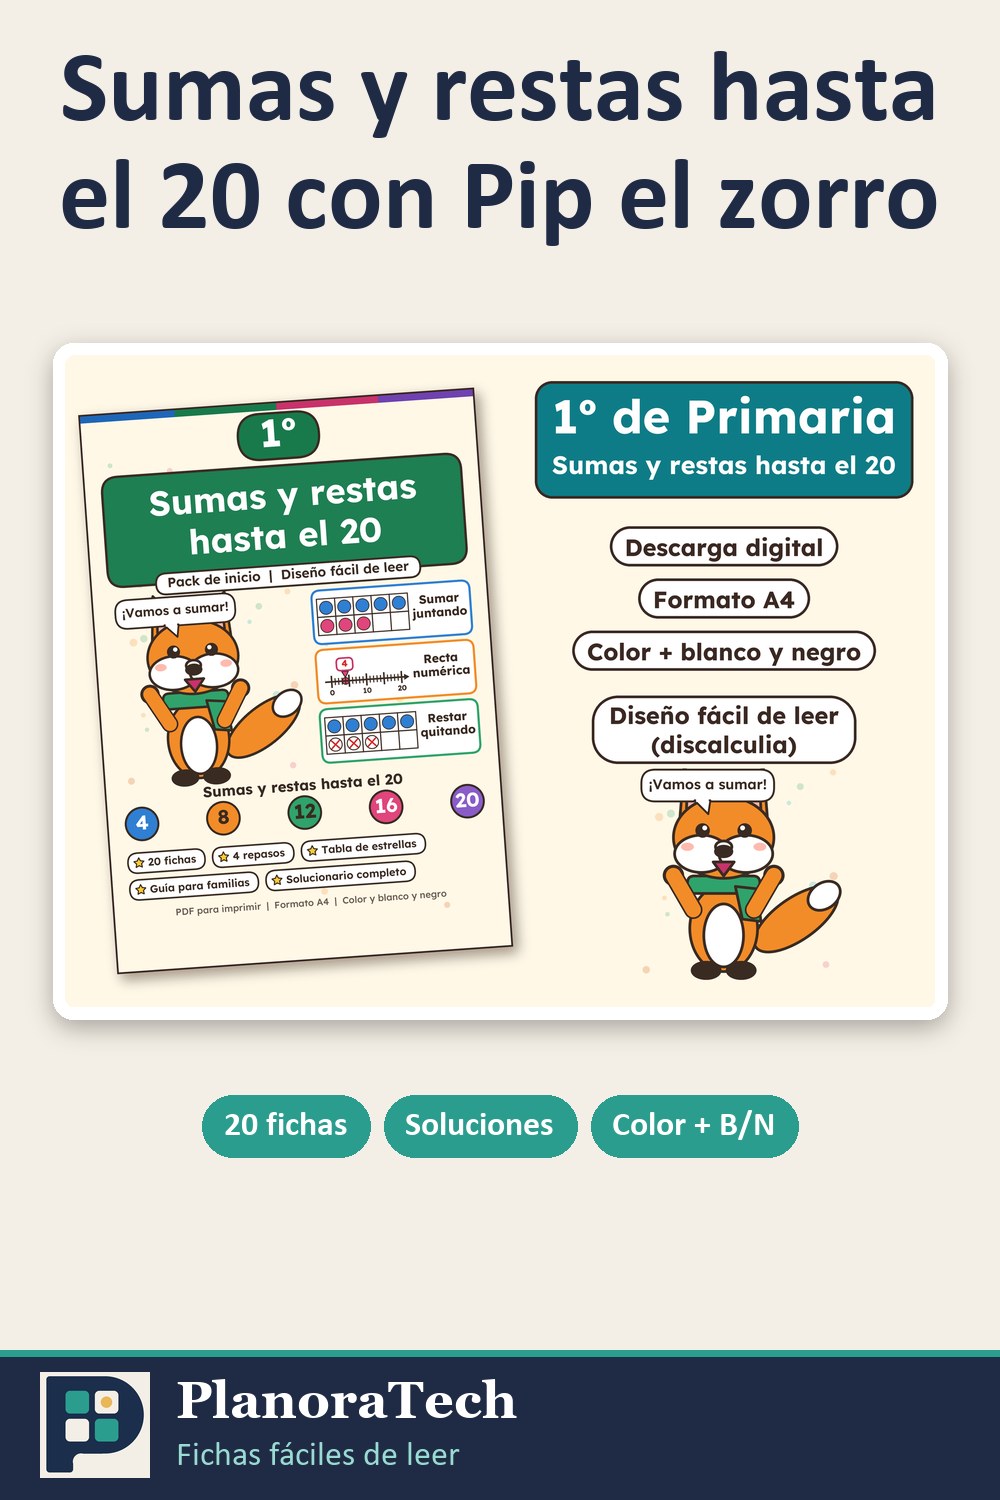 Sumas y restas hasta
el 20 con Pip el zorro
1º
Sumas y restas
hasta el 20
Pack de inicio | Diseño fácil de leer
¡Vamos a sumar!
Sumar
juntando
4
0 10 20
Recta
numérica
Restar
quitando
Sumas y restas hasta el 20
4 8 12 16 20
20 fichas
4 repasos
Tabla de estrellas
Guía para familias
Solucionario completo
PDF para imprimir | Formato A4 | Color y blanco y negro
1º de Primaria
Sumas y restas hasta el 20
Descarga digital
Formato A4
Color + blanco y negro
Diseño fácil de leer
(discalculia)
¡Vamos a sumar!
20 fichas
Soluciones
Color + B/N
PlanoraTech
Fichas fáciles de leer